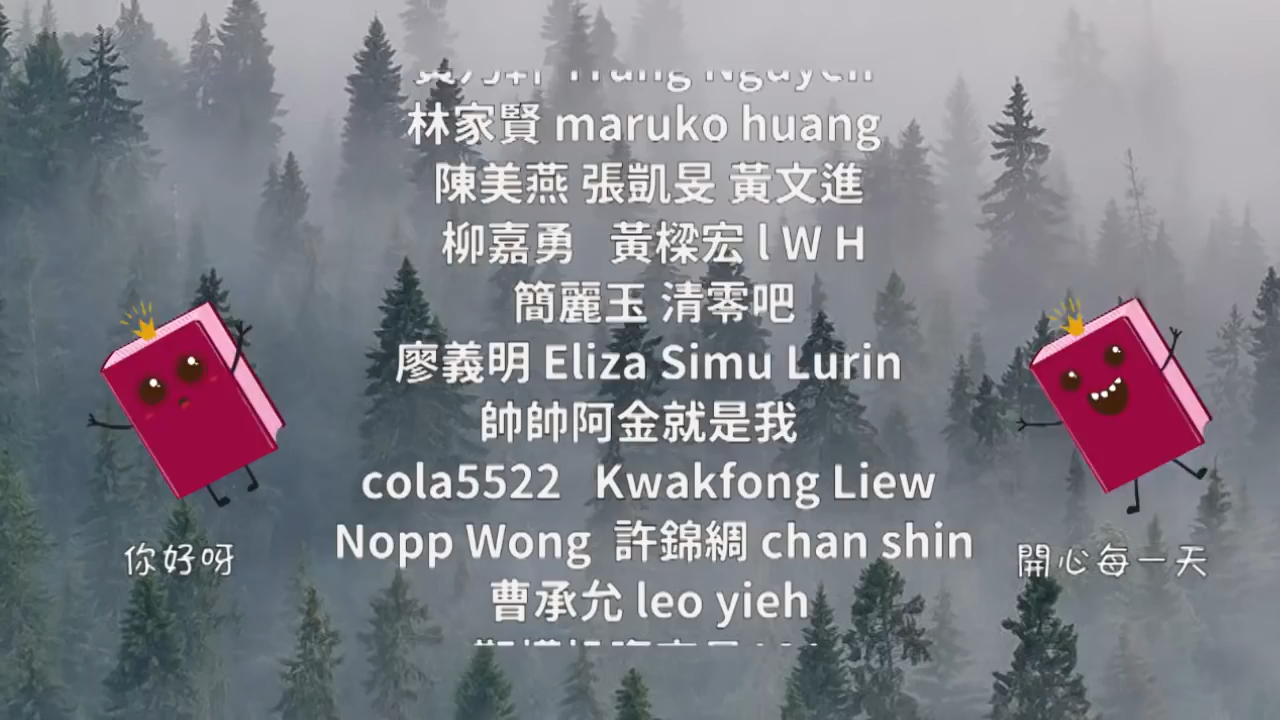 Trang Nguyen
林家賢 maruko huang
陳美燕 張凱旻 黃文進
柳嘉勇 黃樑宏 l W H
簡麗玉 清零吧
廖義明 Eliza Simu Lurin
帥帥阿金就是我
cola5522 Kwakfong Liew
Nopp Wong 許錦綢 chan shin
曹承允 leo yieh
你好呀
開心每一天